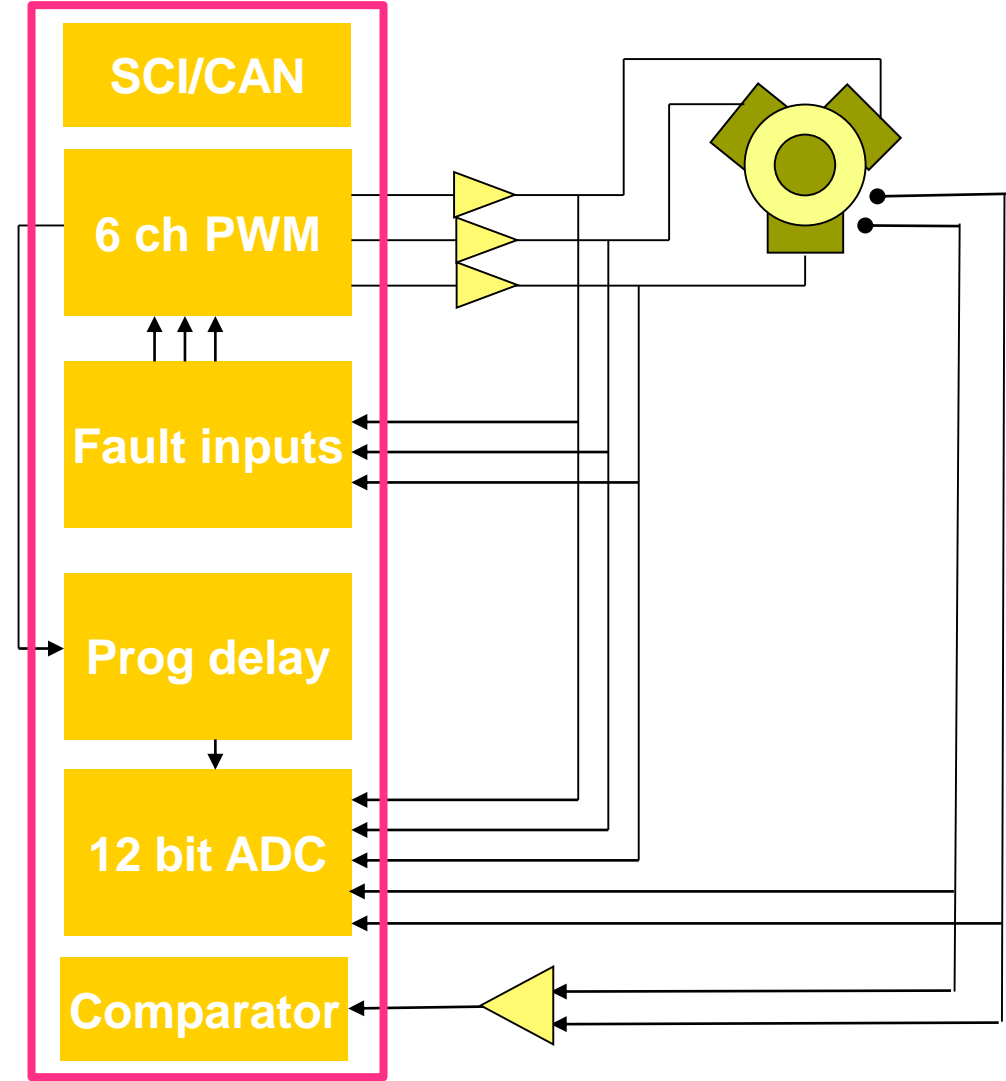 SCI/CAN
6 ch PWM
Fault inputs
Prog delay
12 bit ADC
Comparator